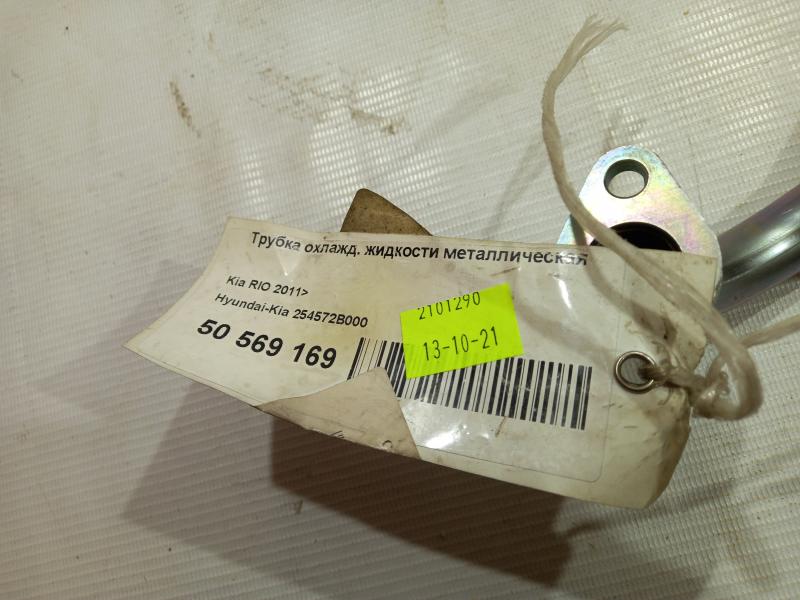 Трубка охлажд. жидкости металлическая
Kia RIO 2011>
Hyundai-Kia 254572B000
50 569 169
2101290
13-10-21